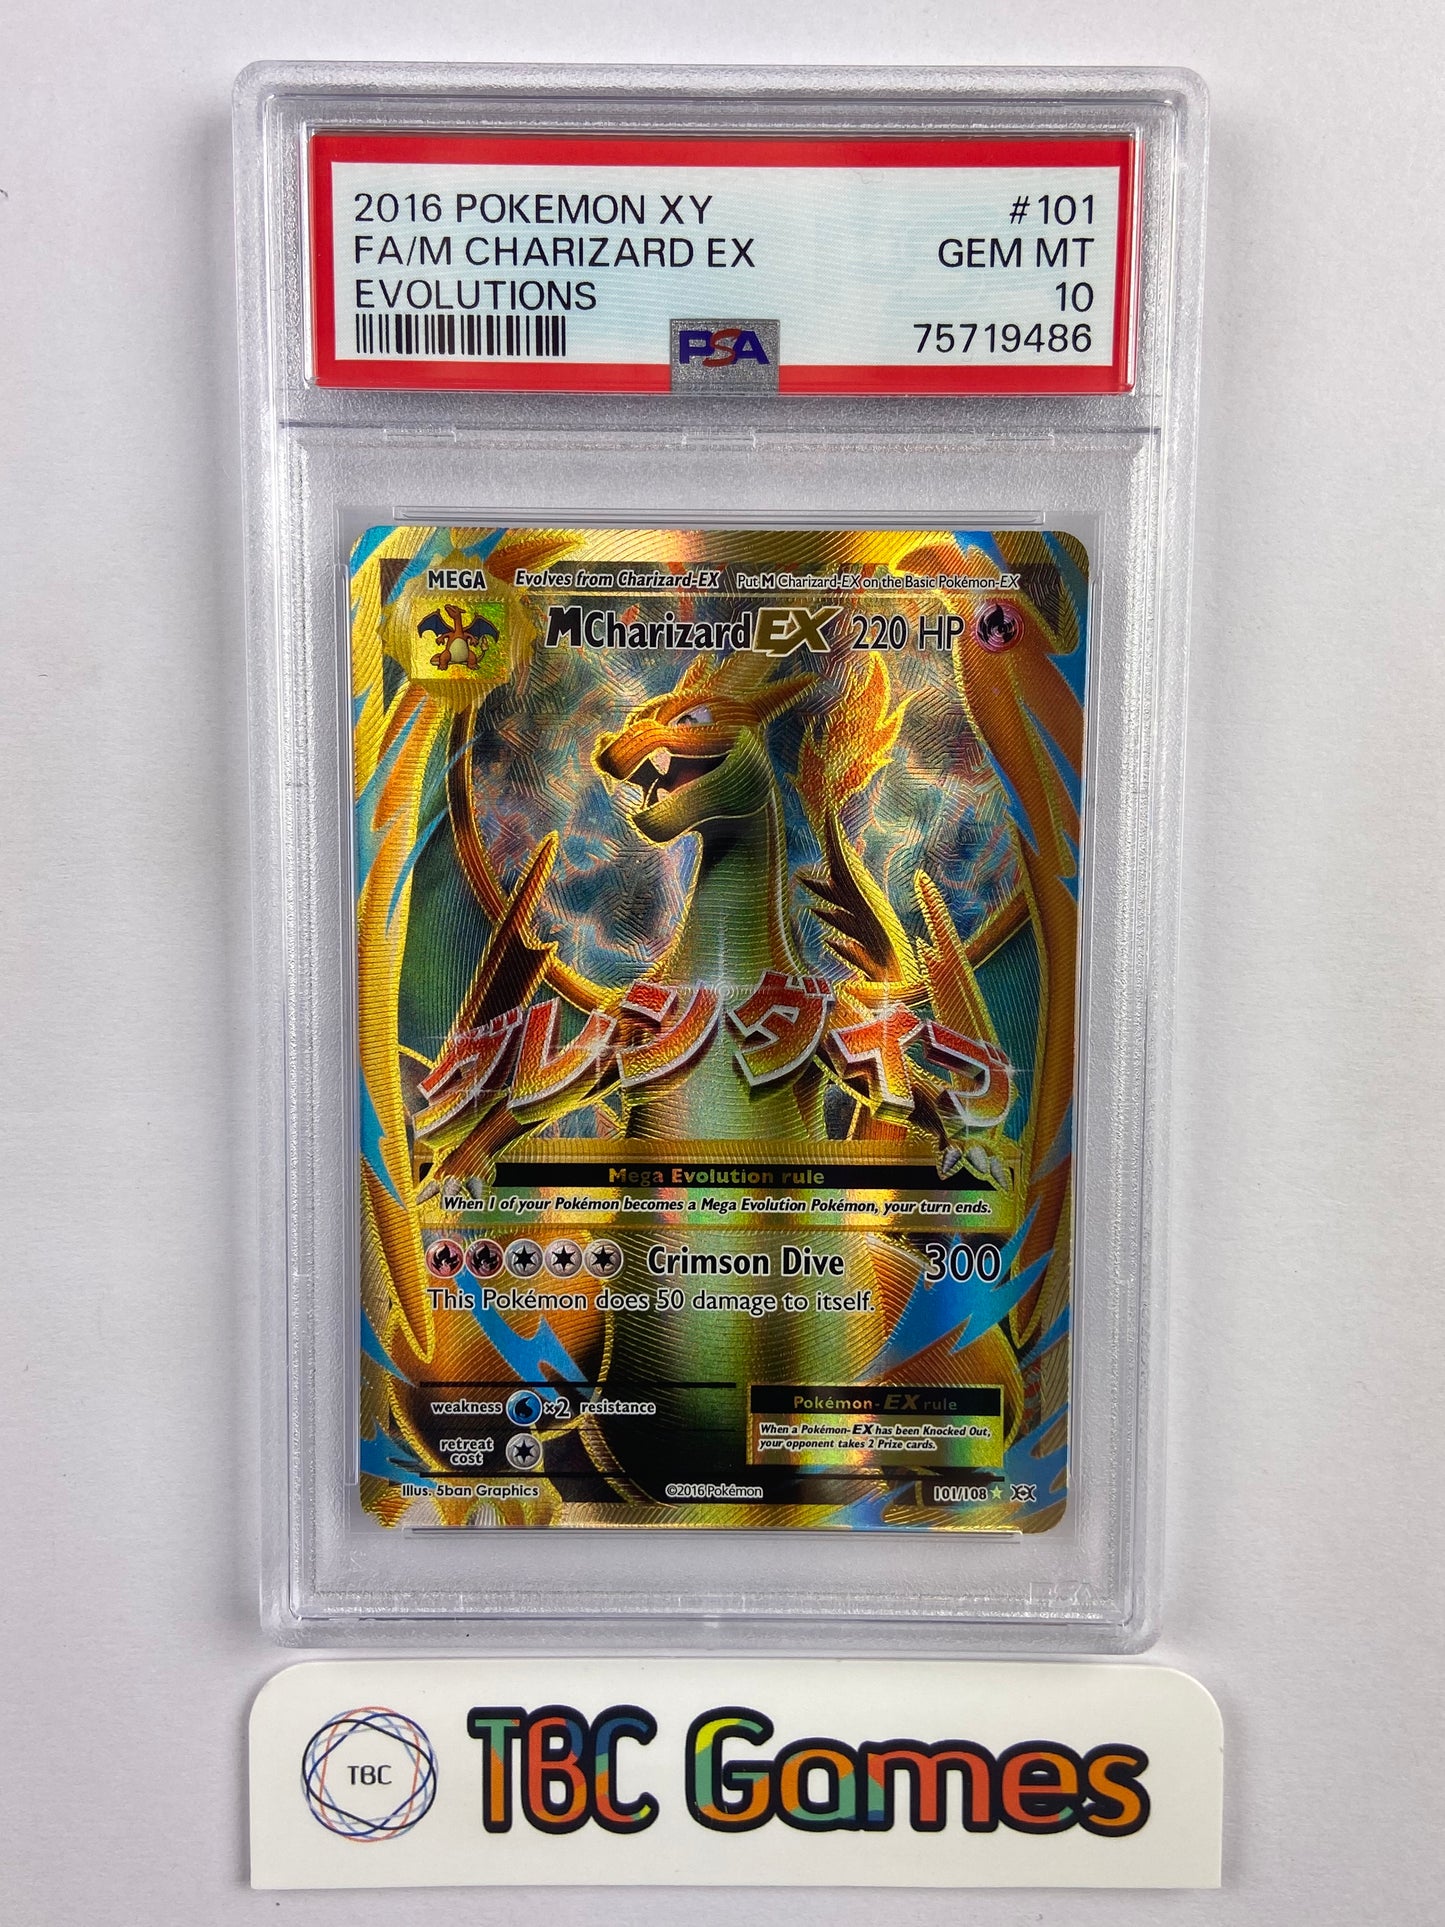 2016 POKEMON XY #101
FA/M CHARIZARD EX GEM MT
EVOLUTIONS 10
PSA 75719486
MEGA Evolves from Charizard-EX Put M Charizard-EX on the Basic Pokémon-EX
M Charizard EX 220 HP
グレンダイブ
Mega Evolution rule
When 1 of your Pokémon becomes a Mega Evolution Pokémon, your turn ends.
Crimson Dive 300
This Pokémon does 50 damage to itself.
weakness ×2 resistance
retreat cost
Pokémon-EX rule
When a Pokémon-EX has been Knocked Out,
your opponent takes 2 Prize cards.
Illus. 5ban Graphics ©2016 Pokémon 101/108
PSA
TBC TBC Games